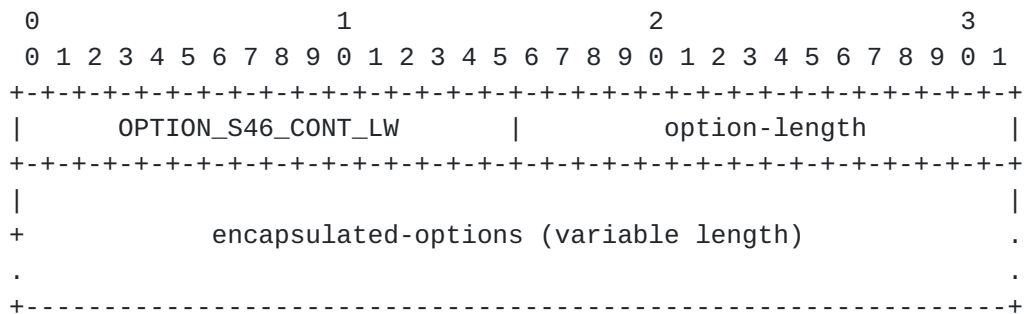 0                   1                   2                   3
 0 1 2 3 4 5 6 7 8 9 0 1 2 3 4 5 6 7 8 9 0 1 2 3 4 5 6 7 8 9 0 1
+-+-+-+-+-+-+-+-+-+-+-+-+-+-+-+-+-+-+-+-+-+-+-+-+-+-+-+-+-+-+-+-+
|      OPTION_S46_CONT_LW       |         option-length         |
+-+-+-+-+-+-+-+-+-+-+-+-+-+-+-+-+-+-+-+-+-+-+-+-+-+-+-+-+-+-+-+-+
|                                                               |
+            encapsulated-options (variable length)             .
.                                                               .
+---------------------------------------------------------------+